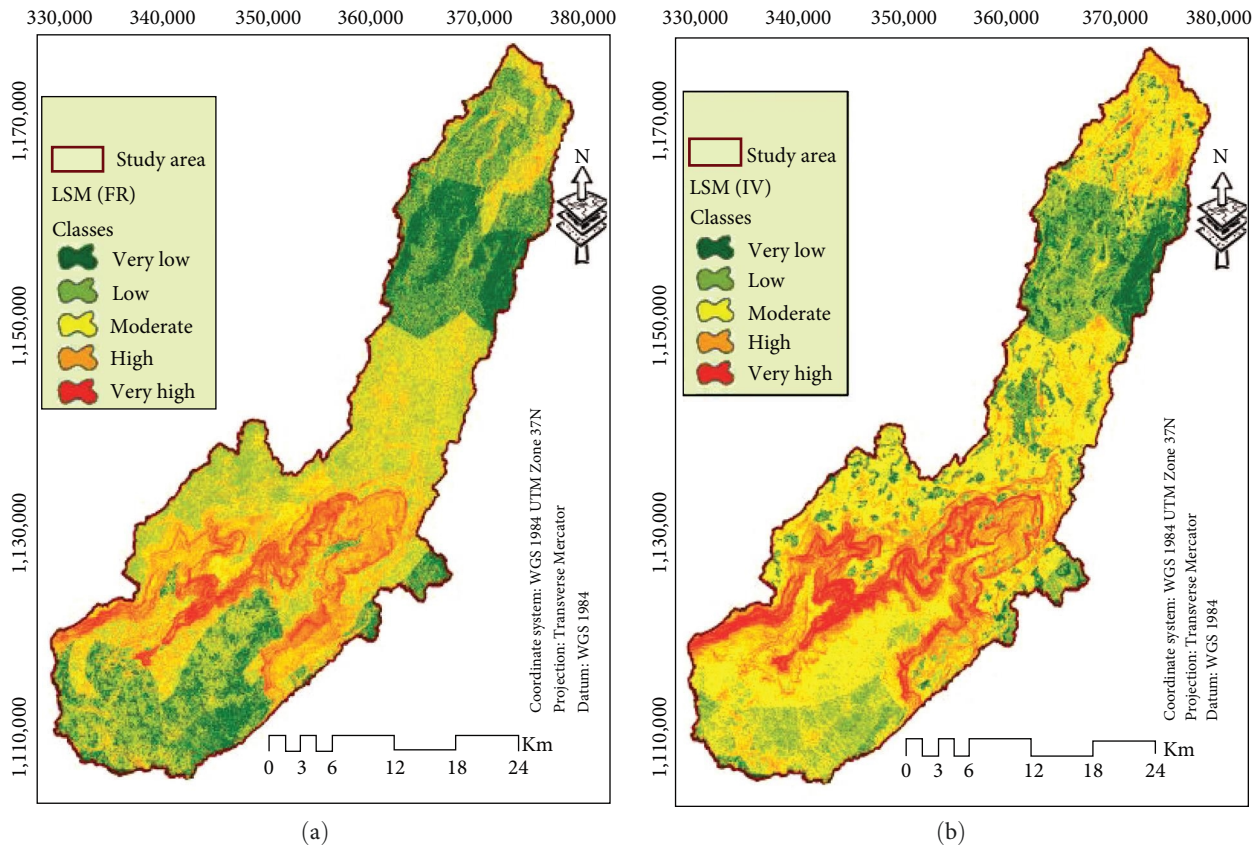 330,000 340,000 350,000 360,000 370,000 380,000
1,170,000
1,150,000
1,130,000
1,110,000
Study area
LSM (FR)
Classes
Very low
Low
Moderate
High
Very high
N
Coordinate system: WGS 1984 UTM Zone 37N
Projection: Transverse Mercator
Datum: WGS 1984
Km
0 3 6 12 18 24
(a)
330,000 340,000 350,000 360,000 370,000 380,000
1,170,000
1,150,000
1,130,000
1,110,000
Study area
LSM (IV)
Classes
Very low
Low
Moderate
High
Very high
N
Coordinate system: WGS 1984 UTM Zone 37N
Projection: Transverse Mercator
Datum: WGS 1984
Km
0 3 6 12 18 24
(b)